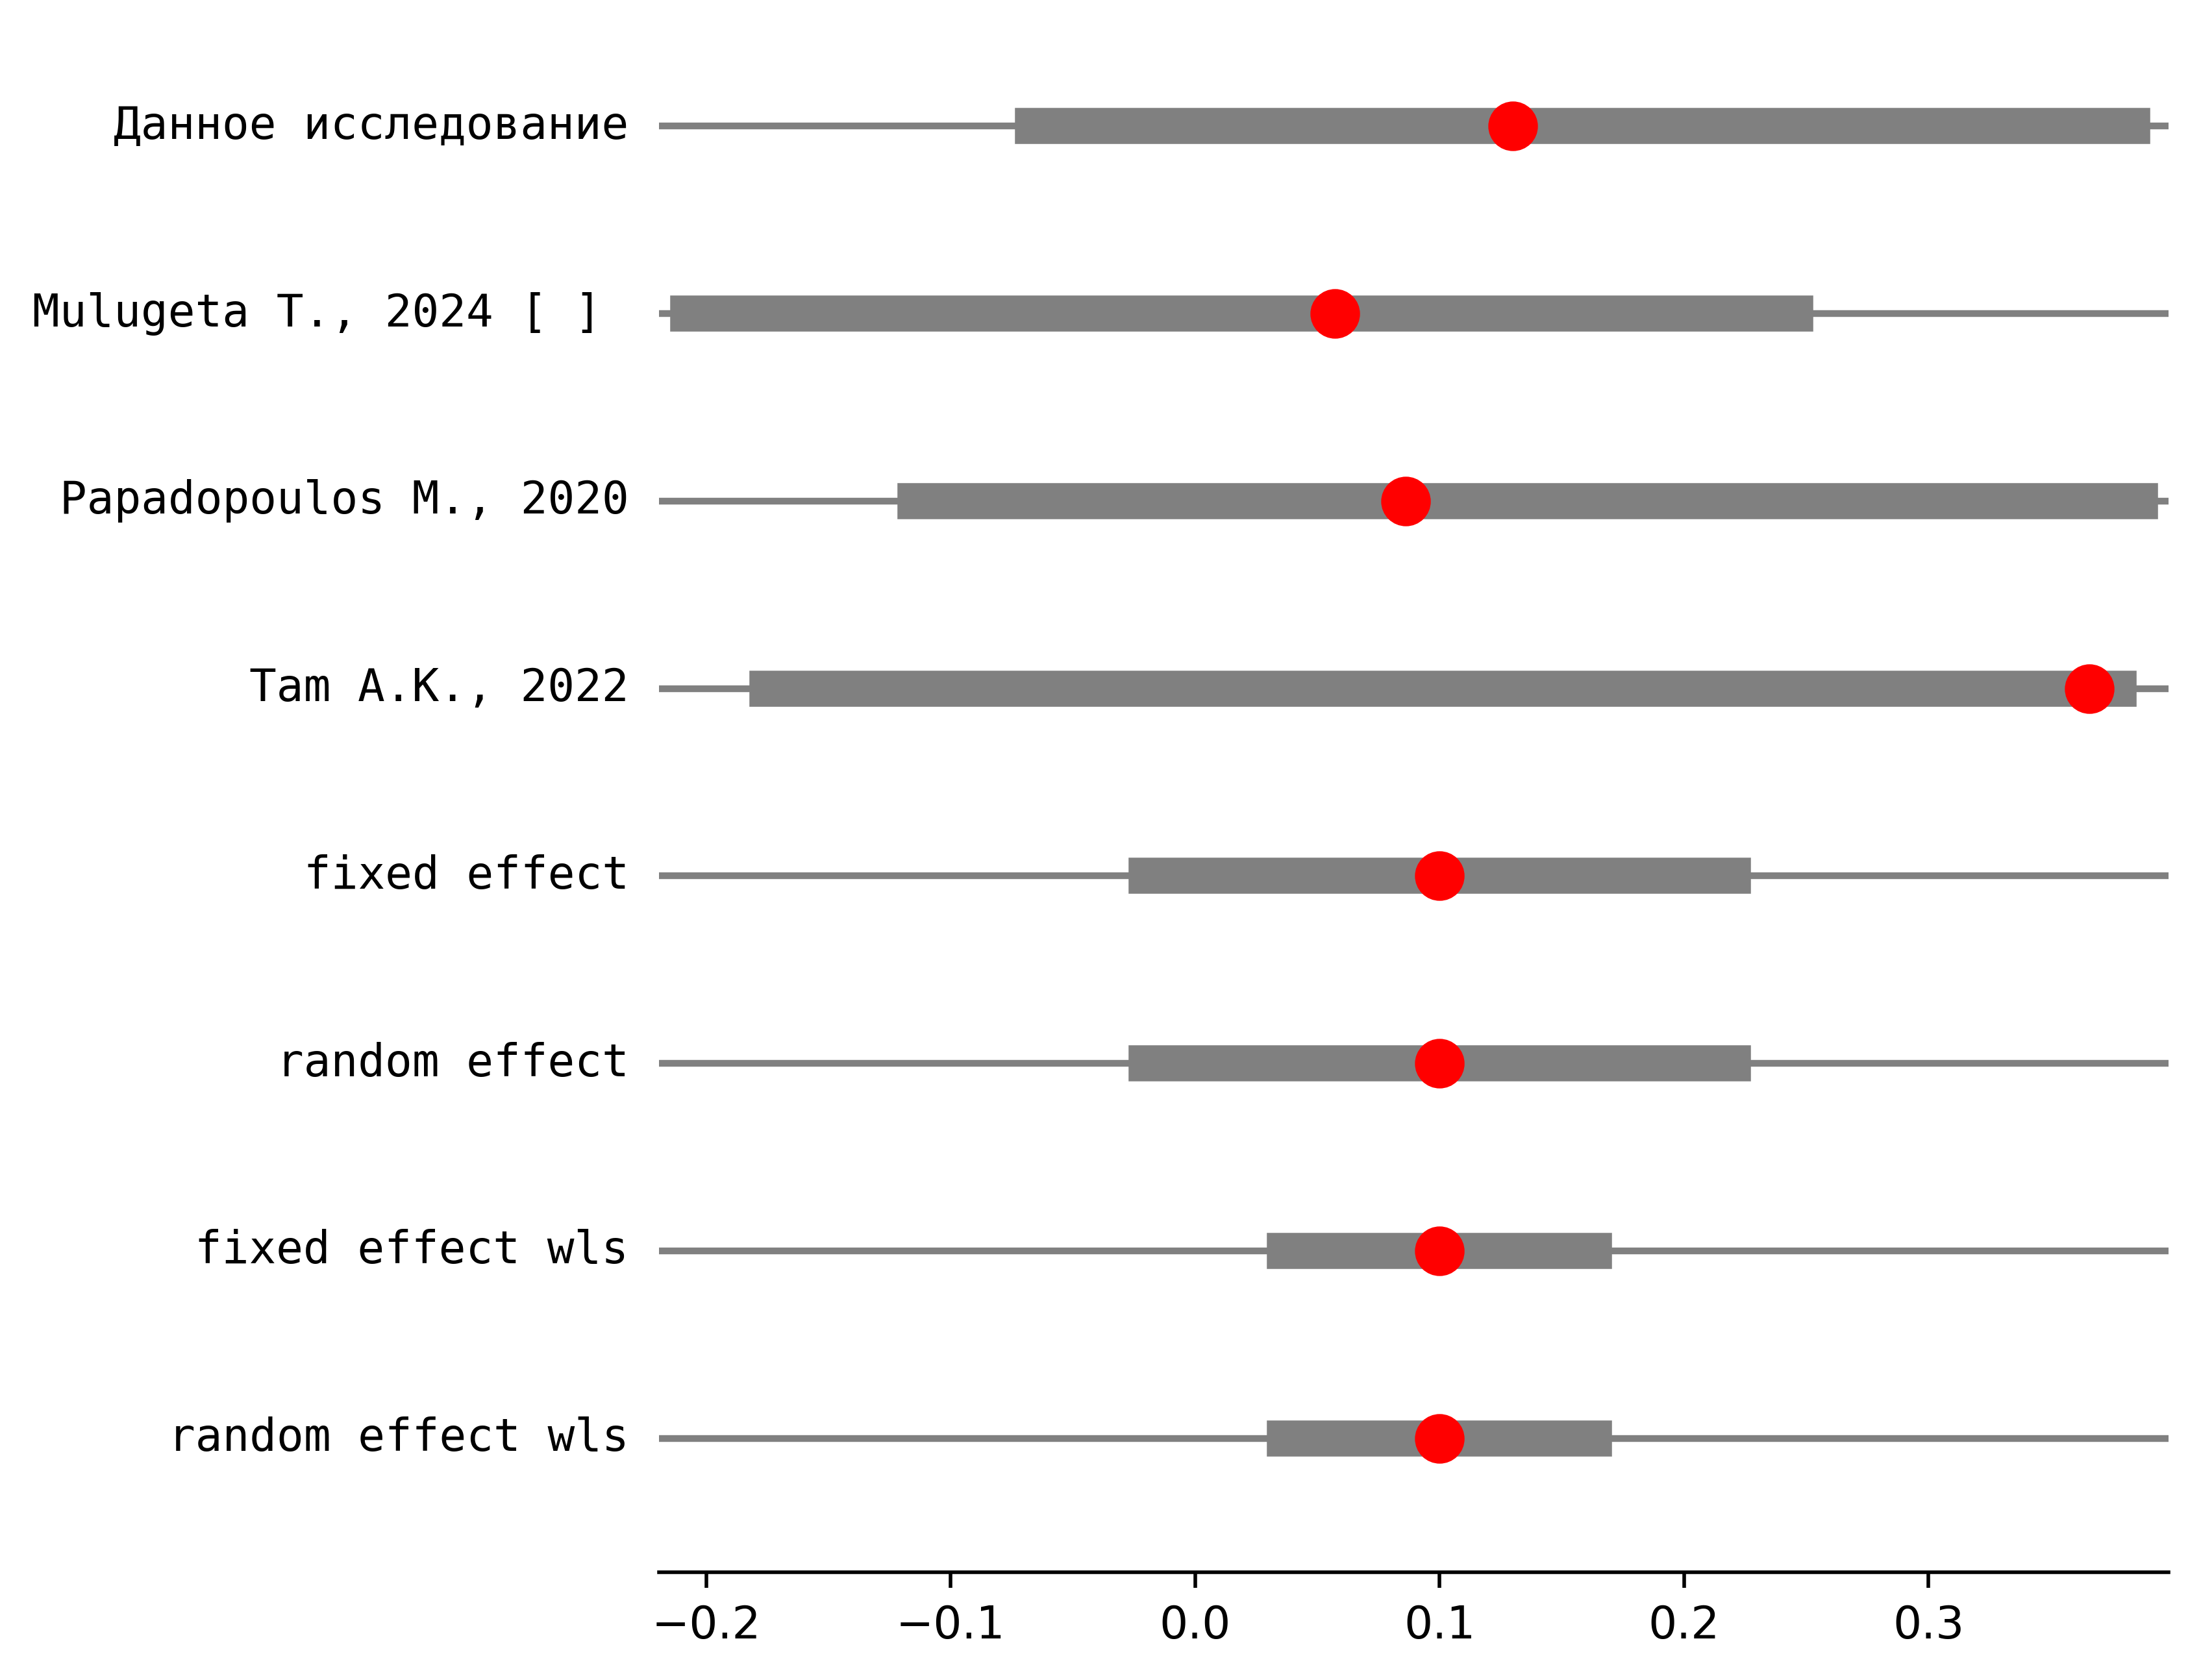 Данное исследование
Mulugeta T., 2024 [ ]
Papadopoulos M., 2020
Tam A.K., 2022
fixed effect
random effect
fixed effect wls
random effect wls
−0.2 −0.1 0.0 0.1 0.2 0.3